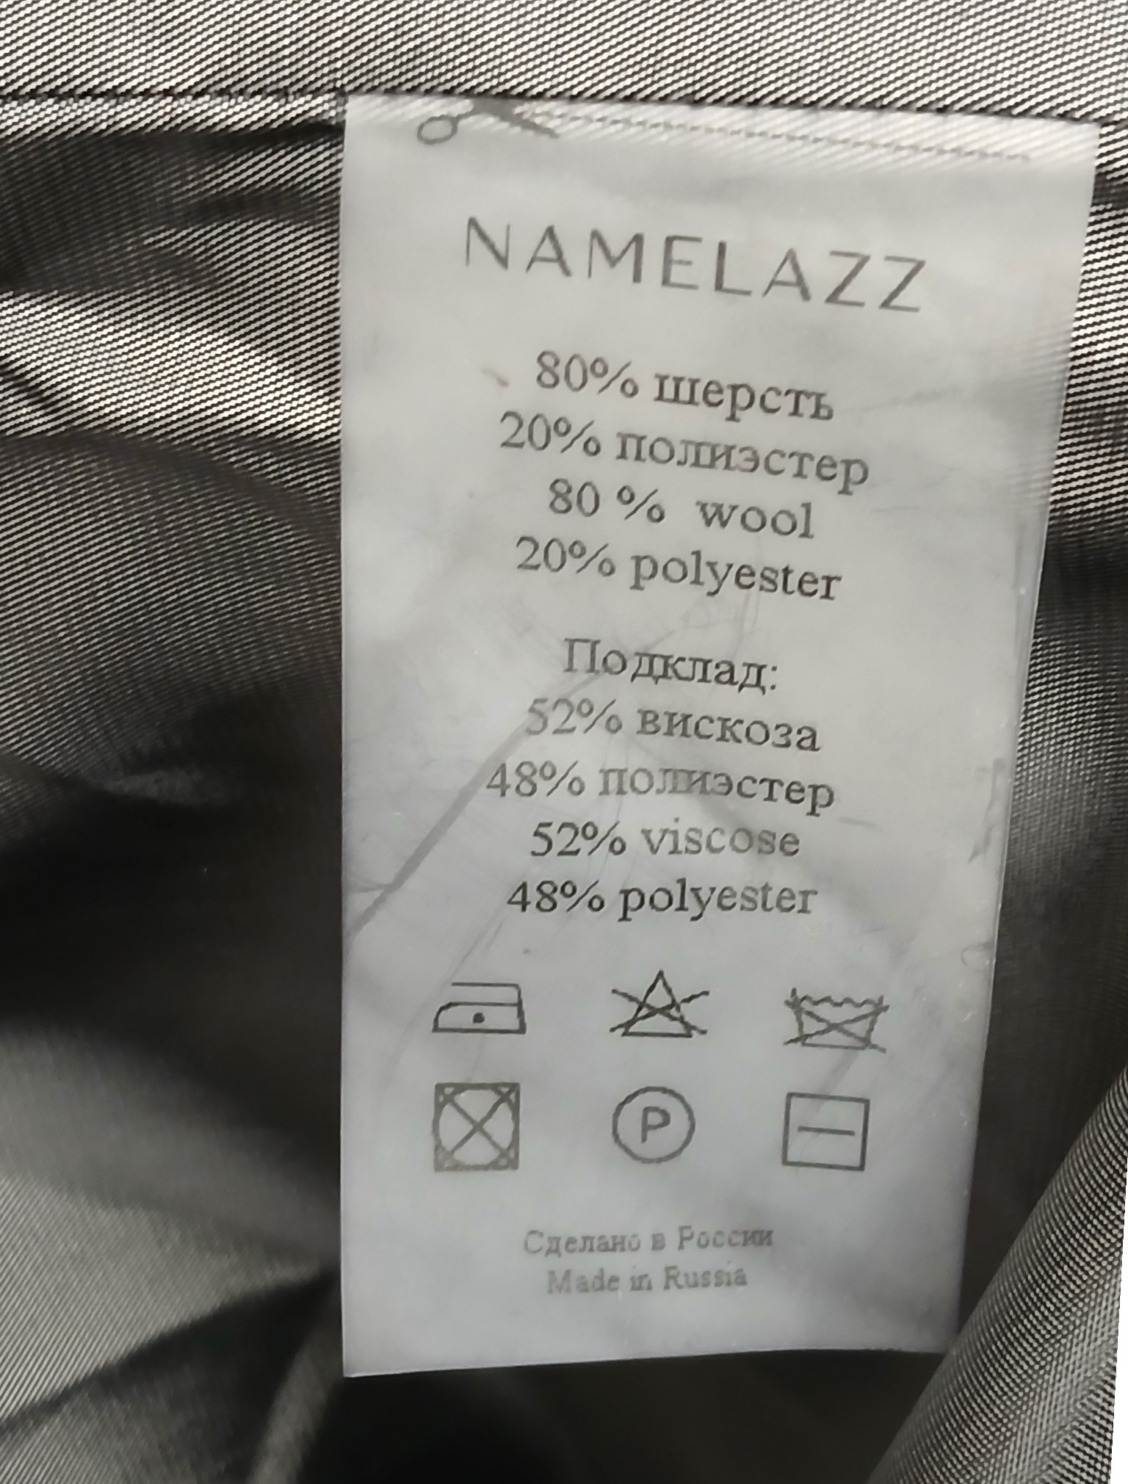 NAMELAZZ
80% шерсть
20% полиэстер
80 % wool
20% polyester
Подклад:
52% вискоза
48% полиэстер
52% viscose
48% polyester
P
Сделано в России
Made in Russia